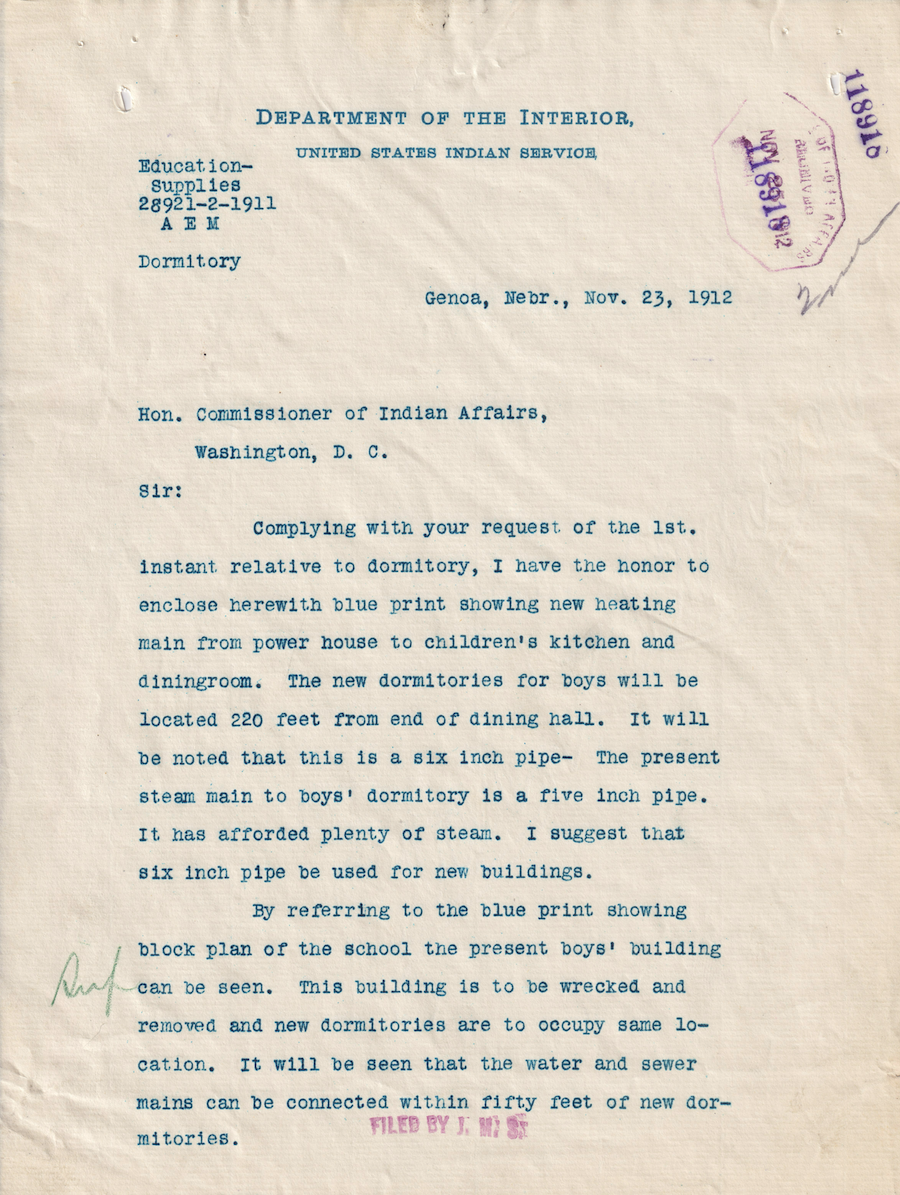 DEPARTMENT OF THE INTERIOR,
UNITED STATES INDIAN SERVICE,
Education-
Supplies
28921-2-1911
A E M
Dormitory
118918
118918
Genoa, Nebr., Nov. 23, 1912
Hon. Commissioner of Indian Affairs,
Washington, D. C.
Sir:
Complying with your request of the 1st.
instant relative to dormitory, I have the honor to
enclose herewith blue print showing new heating
main from power house to children's kitchen and
diningroom. The new dormitories for boys will be
located 220 feet from end of dining hall. It will
be noted that this is a six inch pipe- The present
steam main to boys' dormitory is a five inch pipe.
It has afforded plenty of steam. I suggest that
six inch pipe be used for new buildings.
By referring to the blue print showing
block plan of the school the present boys' building
can be seen. This building is to be wrecked and
removed and new dormitories are to occupy same lo-
cation. It will be seen that the water and sewer
mains can be connected within fifty feet of new dor-
mitories.
FILED BY